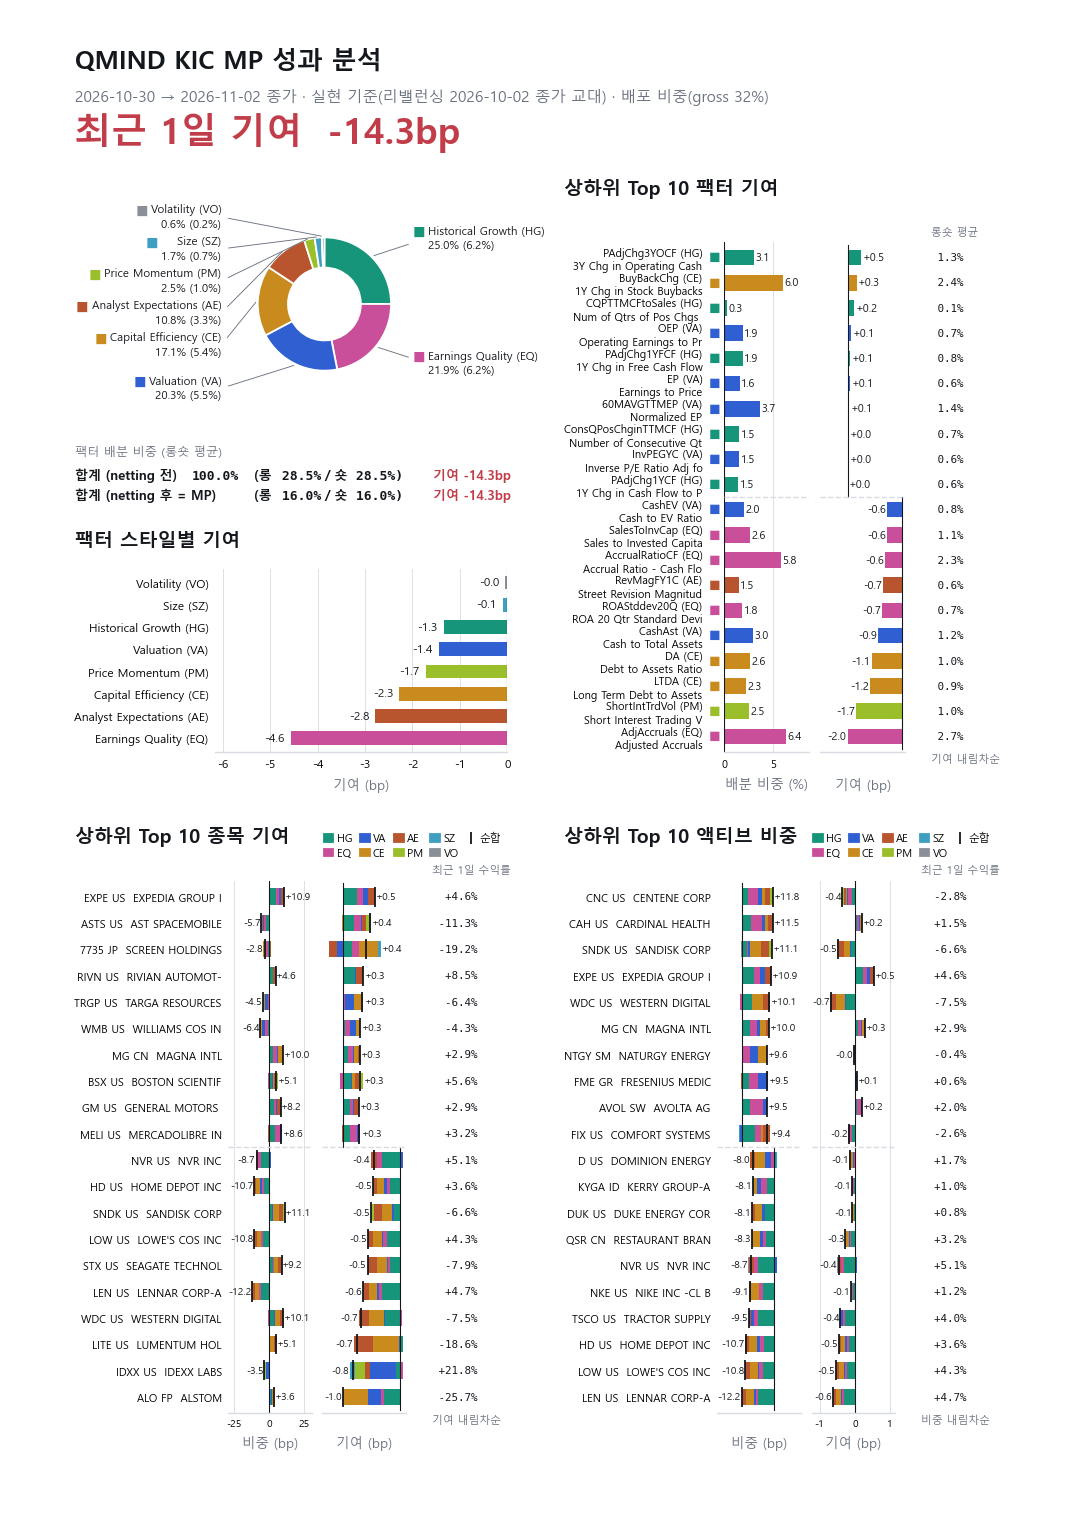 QMIND KIC MP 성과 분석
2026-10-30 → 2026-11-02 종가 · 실현 기준(리밸런싱 2026-10-02 종가 교대) · 배포 비중(gross 32%)
최근 1일 기여 -14.3bp
Volatility (VO)
0.6% (0.2%)
Size (SZ)
1.7% (0.7%)
Price Momentum (PM)
2.5% (1.0%)
Analyst Expectations (AE)
10.8% (3.3%)
Capital Efficiency (CE)
17.1% (5.4%)
Valuation (VA)
20.3% (5.5%)
Historical Growth (HG)
25.0% (6.2%)
Earnings Quality (EQ)
21.9% (6.2%)
팩터 배분 비중 (롱숏 평균)
합계 (netting 전) 100.0% (롱 28.5% / 숏 28.5%) 기여 -14.3bp
합계 (netting 후 = MP) (롱 16.0% / 숏 16.0%) 기여 -14.3bp
팩터 스타일별 기여
Volatility (VO) -0.0
Size (SZ) -0.1
Historical Growth (HG) -1.3
Valuation (VA) -1.4
Price Momentum (PM) -1.7
Capital Efficiency (CE) -2.3
Analyst Expectations (AE) -2.8
Earnings Quality (EQ) -4.6
-6 -5 -4 -3 -2 -1 0
기여 (bp)
상하위 Top 10 팩터 기여
롱숏 평균
PAdjChg3YOCF (HG) 3.1 +0.5 1.3%
3Y Chg in Operating Cash
BuyBackChg (CE) 6.0 +0.3 2.4%
1Y Chg in Stock Buybacks
CQPTTMCFtoSales (HG) 0.3 +0.2 0.1%
Num of Qtrs of Pos Chgs
OEP (VA) 1.9 +0.1 0.7%
Operating Earnings to Pr
PAdjChg1YFCF (HG) 1.9 +0.1 0.8%
1Y Chg in Free Cash Flow
EP (VA) 1.6 +0.1 0.6%
Earnings to Price
60MAVGTTMEP (VA) 3.7 +0.1 1.4%
Normalized EP
ConsQPosChginTTMCF (HG) 1.5 +0.0 0.7%
Number of Consecutive Qt
InvPEGYC (VA) 1.5 +0.0 0.6%
Inverse P/E Ratio Adj fo
PAdjChg1YCF (HG) 1.5 +0.0 0.6%
1Y Chg in Cash Flow to P
CashEV (VA) 2.0 -0.6 0.8%
Cash to EV Ratio
SalesToInvCap (EQ) 2.6 -0.6 1.1%
Sales to Invested Capita
AccrualRatioCF (EQ) 5.8 -0.6 2.3%
Accrual Ratio - Cash Flo
RevMagFY1C (AE) 1.5 -0.7 0.6%
Street Revision Magnitud
ROAStddev20Q (EQ) 1.8 -0.7 0.7%
ROA 20 Qtr Standard Devi
CashAst (VA) 3.0 -0.9 1.2%
Cash to Total Assets
DA (CE) 2.6 -1.1 1.0%
Debt to Assets Ratio
LTDA (CE) 2.3 -1.2 0.9%
Long Term Debt to Assets
ShortIntTrdVol (PM) 2.5 -1.7 1.0%
Short Interest Trading V
AdjAccruals (EQ) 6.4 -2.0 2.7%
Adjusted Accruals
기여 내림차순
0 5
배분 비중 (%) 기여 (bp)
상하위 Top 10 종목 기여
HG VA AE SZ 순합
EQ CE PM VO
최근 1일 수익률
EXPE US EXPEDIA GROUP I +10.9 +0.5 +4.6%
ASTS US AST SPACEMOBILE -5.7 +0.4 -11.3%
7735 JP SCREEN HOLDINGS -2.8 +0.4 -19.2%
RIVN US RIVIAN AUTOMOT- +4.6 +0.3 +8.5%
TRGP US TARGA RESOURCES -4.5 +0.3 -6.4%
WMB US WILLIAMS COS IN -6.4 +0.3 -4.3%
MG CN MAGNA INTL +10.0 +0.3 +2.9%
BSX US BOSTON SCIENTIF +5.1 +0.3 +5.6%
GM US GENERAL MOTORS +8.2 +0.3 +2.9%
MELI US MERCADOLIBRE IN +8.6 +0.3 +3.2%
NVR US NVR INC -8.7 -0.4 +5.1%
HD US HOME DEPOT INC -10.7 -0.5 +3.6%
SNDK US SANDISK CORP +11.1 -0.5 -6.6%
LOW US LOWE'S COS INC -10.8 -0.5 +4.3%
STX US SEAGATE TECHNOL +9.2 -0.5 -7.9%
LEN US LENNAR CORP-A -12.2 -0.6 +4.7%
WDC US WESTERN DIGITAL +10.1 -0.7 -7.5%
LITE US LUMENTUM HOL +5.1 -0.7 -18.6%
IDXX US IDEXX LABS -3.5 -0.8 +21.8%
ALO FP ALSTOM +3.6 -1.0 -25.7%
기여 내림차순
-25 0 25
비중 (bp) 기여 (bp)
상하위 Top 10 액티브 비중
HG VA AE SZ 순합
EQ CE PM VO
최근 1일 수익률
CNC US CENTENE CORP +11.8 -0.4 -2.8%
CAH US CARDINAL HEALTH +11.5 +0.2 +1.5%
SNDK US SANDISK CORP +11.1 -0.5 -6.6%
EXPE US EXPEDIA GROUP I +10.9 +0.5 +4.6%
WDC US WESTERN DIGITAL +10.1 -0.7 -7.5%
MG CN MAGNA INTL +10.0 +0.3 +2.9%
NTGY SM NATURGY ENERGY +9.6 -0.0 -0.4%
FME GR FRESENIUS MEDIC +9.5 +0.1 +0.6%
AVOL SW AVOLTA AG +9.5 +0.2 +2.0%
FIX US COMFORT SYSTEMS +9.4 -0.2 -2.6%
D US DOMINION ENERGY -8.0 -0.1 +1.7%
KYGA ID KERRY GROUP-A -8.1 -0.1 +1.0%
DUK US DUKE ENERGY COR -8.1 -0.1 +0.8%
QSR CN RESTAURANT BRAN -8.3 -0.3 +3.2%
NVR US NVR INC -8.7 -0.4 +5.1%
NKE US NIKE INC -CL B -9.1 -0.1 +1.2%
TSCO US TRACTOR SUPPLY -9.5 -0.4 +4.0%
HD US HOME DEPOT INC -10.7 -0.5 +3.6%
LOW US LOWE'S COS INC -10.8 -0.5 +4.3%
LEN US LENNAR CORP-A -12.2 -0.6 +4.7%
비중 내림차순
-1 0 1
비중 (bp) 기여 (bp)